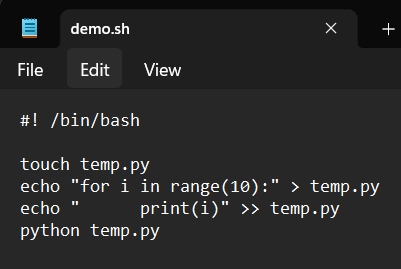 demo.sh
File Edit View
#! /bin/bash
touch temp.py
echo "for i in range(10):" > temp.py
echo "      print(i)" >> temp.py
python temp.py